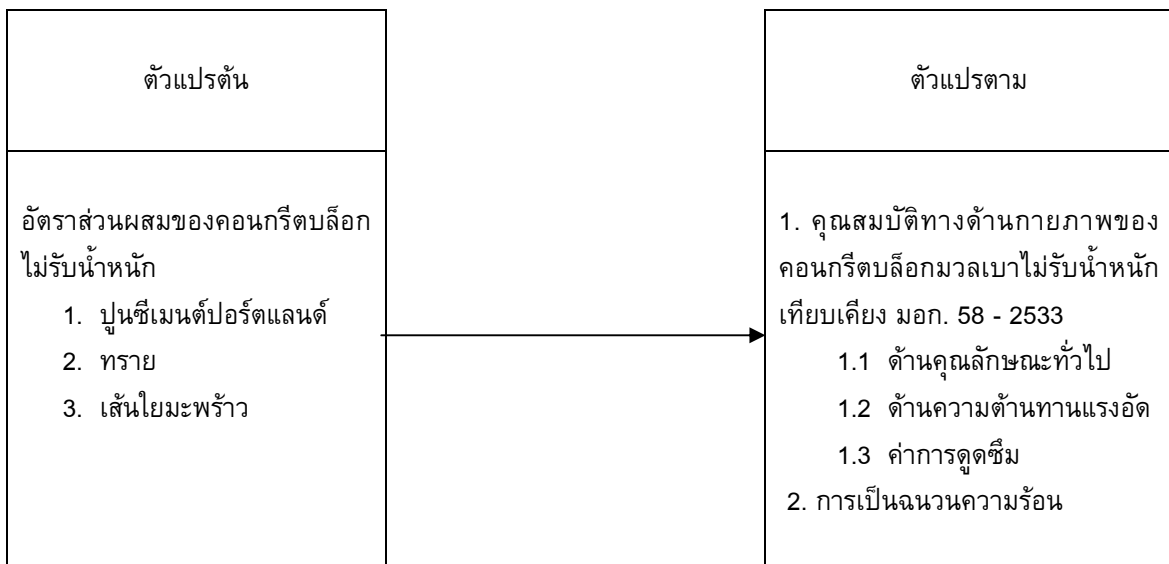 ตัวแปรต้น
อัตราส่วนผสมของคอนกรีตบล็อก
ไม่รับน้ำหนัก
1. ปูนซีเมนต์ปอร์ตแลนด์
2. ทราย
3. เส้นใยมะพร้าว
ตัวแปรตาม
1. คุณสมบัติทางด้านกายภาพของ
คอนกรีตบล็อกมวลเบาไม่รับน้ำหนัก
เทียบเคียง มอก. 58 - 2533
1.1 ด้านคุณลักษณะทั่วไป
1.2 ด้านความต้านทานแรงอัด
1.3 ค่าการดูดซึม
2. การเป็นฉนวนความร้อน